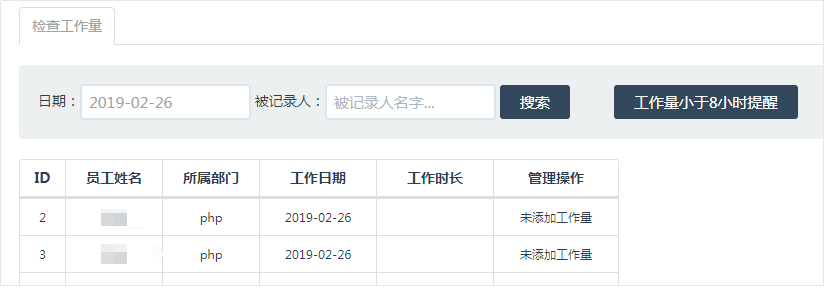 检查工作量
日期：2019-02-26 被记录人：被记录人名字... 搜索 工作量小于8小时提醒
ID 员工姓名 所属部门 工作日期 工作时长 管理操作
2 php 2019-02-26 未添加工作量
3 php 2019-02-26 未添加工作量